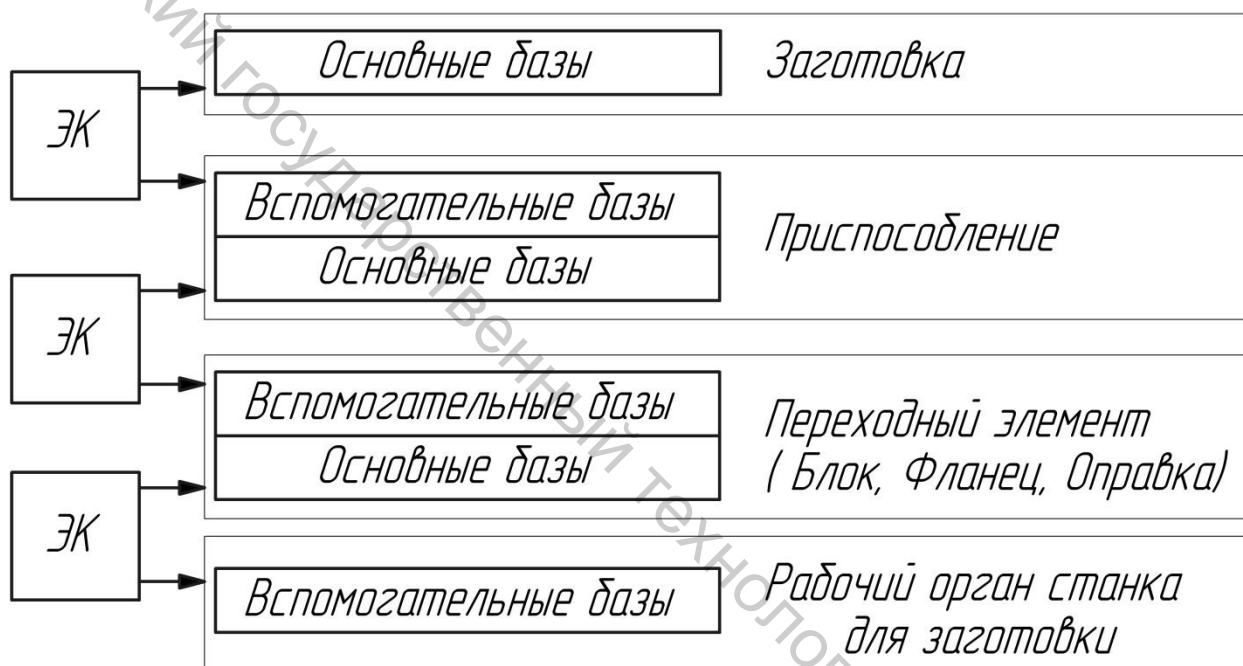 Основные базы
Заготовка
ЭК
Вспомогательные базы
Основные базы
Приспособление
ЭК
Вспомогательные базы
Основные базы
Переходный элемент
( Блок, Фланец, Оправка)
ЭК
Вспомогательные базы
Рабочий орган станка
для заготовки
государственный